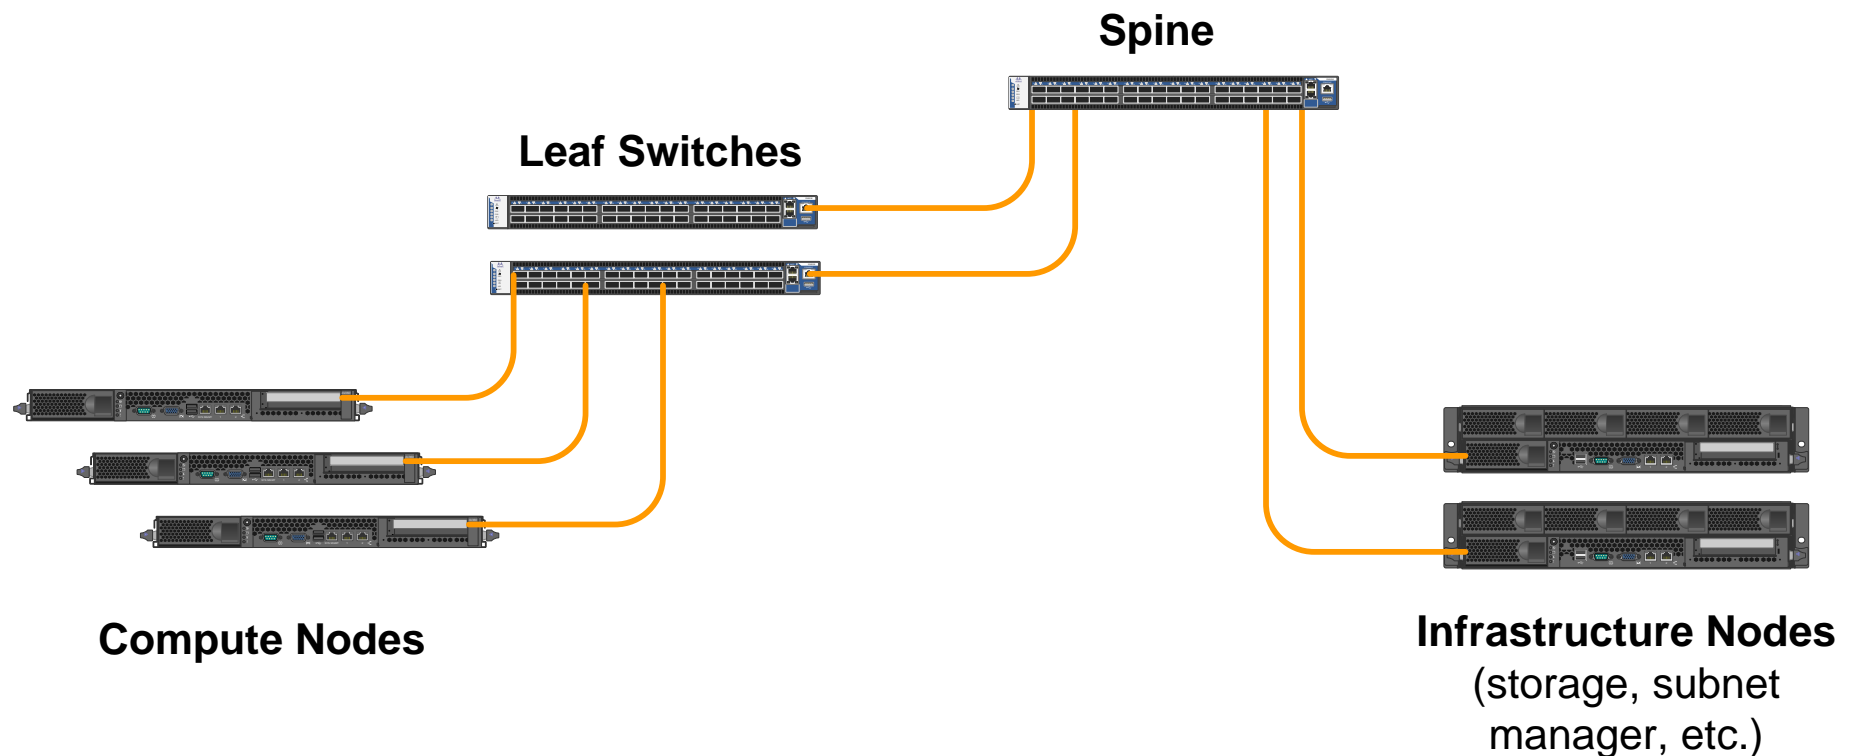 Spine
Leaf Switches
Compute Nodes
Infrastructure Nodes
(storage, subnet
manager, etc.)